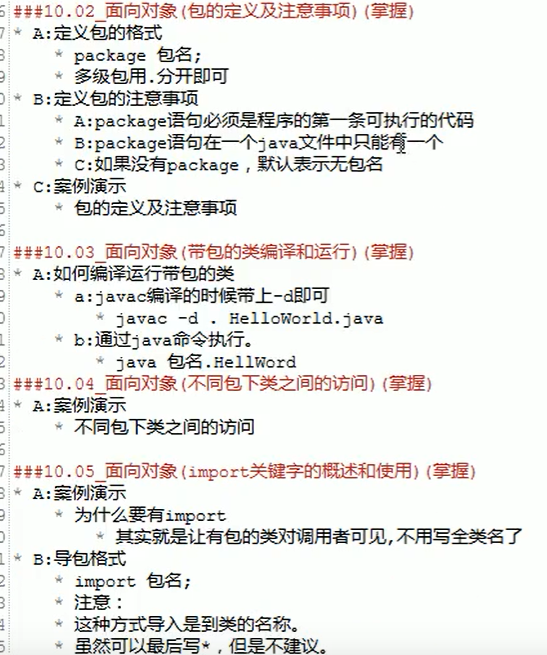 ###10.02_面向对象(包的定义及注意事项)(掌握)
* A:定义包的格式
* package 包名;
* 多级包用.分开即可
* B:定义包的注意事项
* A:package语句必须是程序的第一条可执行的代码
* B:package语句在一个java文件中只能有一个
* C:如果没有package，默认表示无包名
* C:案例演示
* 包的定义及注意事项
###10.03_面向对象(带包的类编译和运行)(掌握)
* A:如何编译运行带包的类
* a:javac编译的时候带上-d即可
* javac -d . HelloWorld.java
* b:通过java命令执行。
* java 包名.HellWord
###10.04_面向对象(不同包下类之间的访问)(掌握)
* A:案例演示
* 不同包下类之间的访问
###10.05_面向对象(import关键字的概述和使用)(掌握)
* A:案例演示
* 为什么要有import
* 其实就是让有包的类对调用者可见,不用写全类名了
* B:导包格式
* import 包名;
* 注意：
* 这种方式导入是到类的名称。
* 虽然可以最后写*，但是不建议。